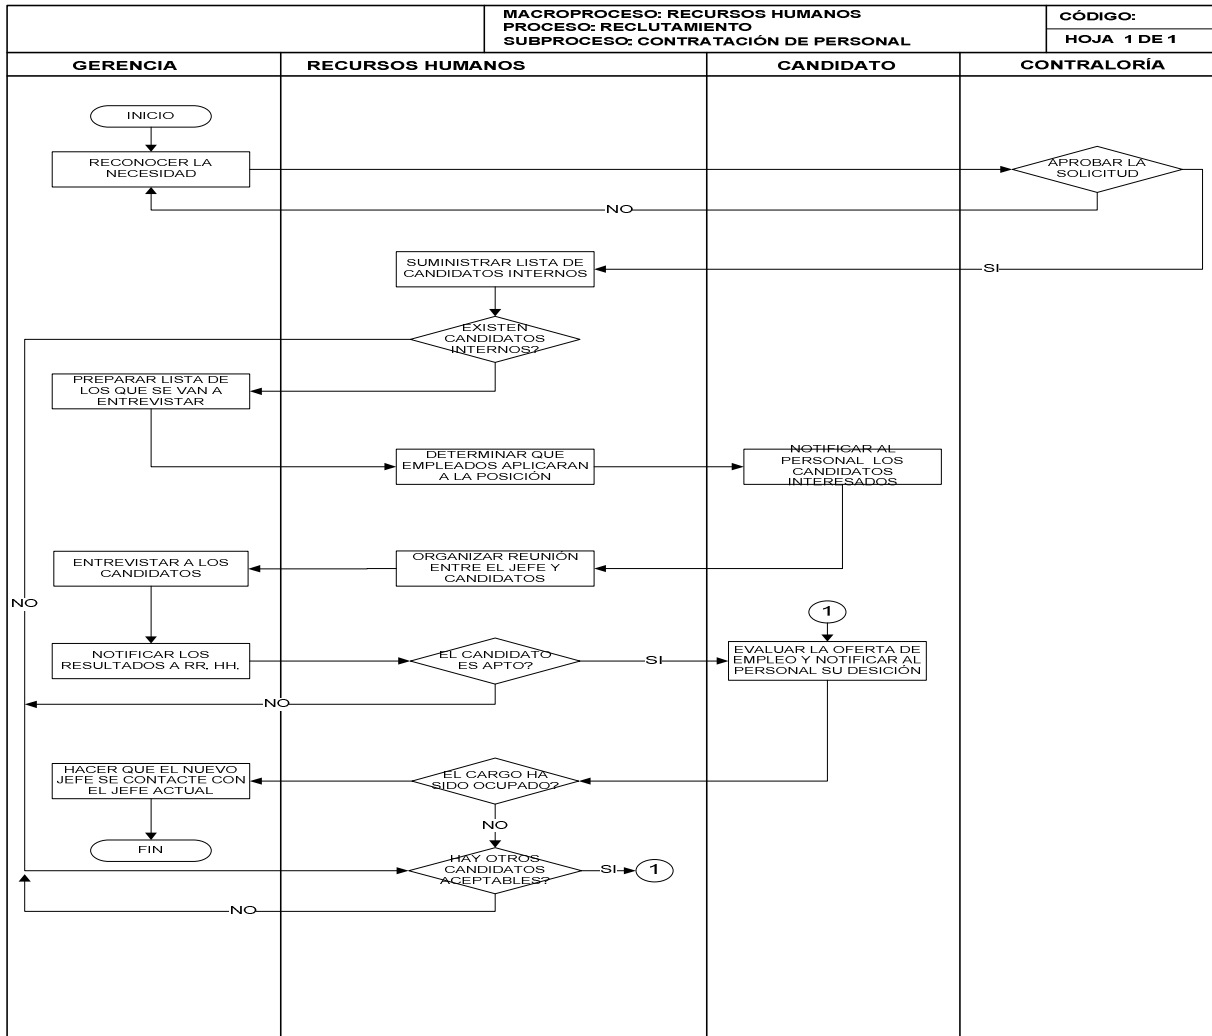 MACROPROCESO: RECURSOS HUMANOS
PROCESO: RECLUTAMIENTO
SUBPROCESO: CONTRATACIÓN DE PERSONAL
CÓDIGO:
HOJA 1 DE 1
GERENCIA
RECURSOS HUMANOS
CANDIDATO
CONTRALORÍA
INICIO
RECONOCER LA
NECESIDAD
APROBAR LA
SOLICITUD
NO
SUMINISTRAR LISTA DE
CANDIDATOS INTERNOS
SI
EXISTEN
CANDIDATOS
INTERNOS?
PREPARAR LISTA DE
LOS QUE SE VAN A
ENTREVISTAR
DETERMINAR QUE
EMPLEADOS APLICARAN
A LA POSICIÓN
NOTIFICAR AL
PERSONAL LOS
CANDIDATOS
INTERESADOS
ENTREVISTAR A LOS
CANDIDATOS
ORGANIZAR REUNIÓN
ENTRE EL JEFE Y
CANDIDATOS
NO
1
NOTIFICAR LOS
RESULTADOS A RR. HH.
EL CANDIDATO
ES APTO?
SI
EVALUAR LA OFERTA DE
EMPLEO Y NOTIFICAR AL
PERSONAL SU DESICIÓN
NO
HACER QUE EL NUEVO
JEFE SE CONTACTE CON
EL JEFE ACTUAL
EL CARGO HA
SIDO OCUPADO?
NO
FIN
HAY OTROS
CANDIDATOS
ACEPTABLES?
SI
1
NO